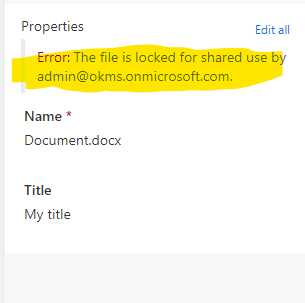 Properties
Edit all
Error: The file is locked for shared use by
admin@okms.onmicrosoft.com.
Name *
Document.docx
Title
My title